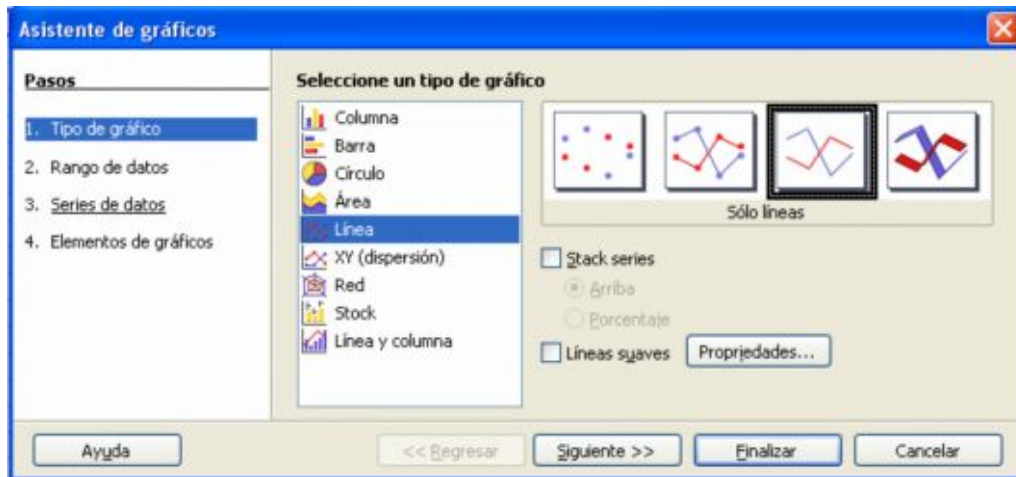 Asistente de gráficos
Pasos
1. Tipo de gráfico
2. Rango de datos
3. Series de datos
4. Elementos de gráficos
Seleccione un tipo de gráfico
Columna
Barra
Círculo
Área
Línea
XY (dispersión)
Red
Stock
Línea y columna
Sólo líneas
Stack series
Arriba
Porcentaje
Líneas suaves
Propriedades...
Ayuda
<< Regresar
Siguiente >>
Finalizar
Cancelar